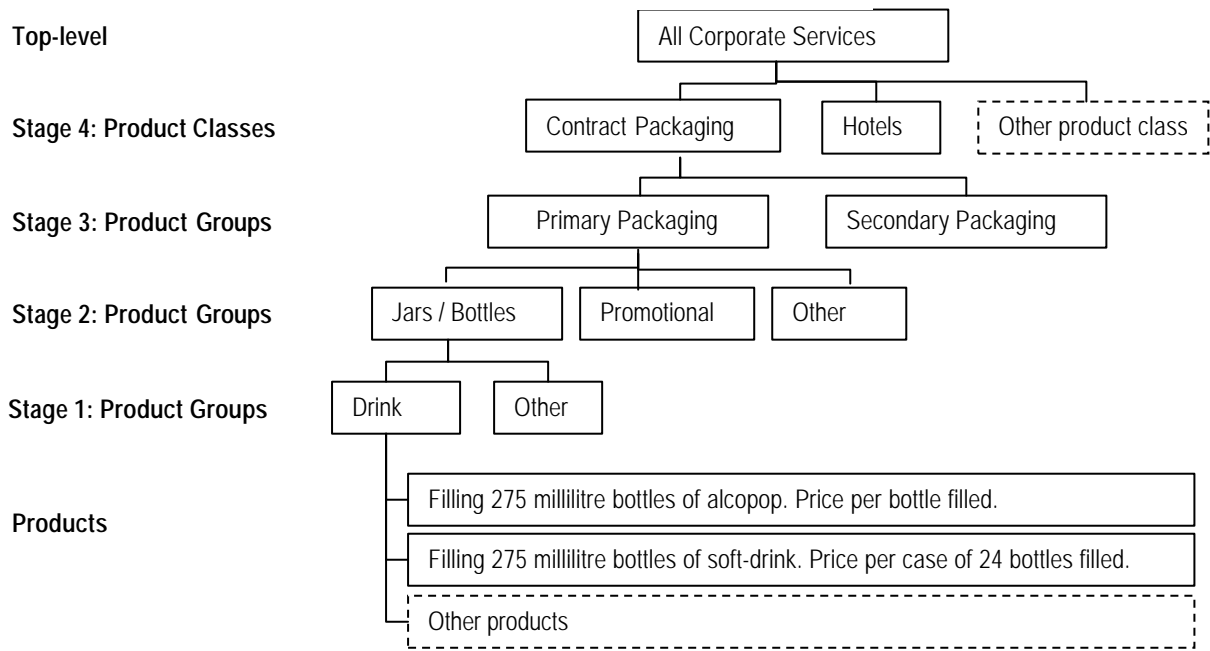 Top-level
All Corporate Services
Stage 4: Product Classes
Contract Packaging
Hotels
Other product class
Stage 3: Product Groups
Primary Packaging
Secondary Packaging
Stage 2: Product Groups
Jars / Bottles
Promotional
Other
Stage 1: Product Groups
Drink
Other
Products
Filling 275 millilitre bottles of alcopop. Price per bottle filled.
Filling 275 millilitre bottles of soft-drink. Price per case of 24 bottles filled.
Other products